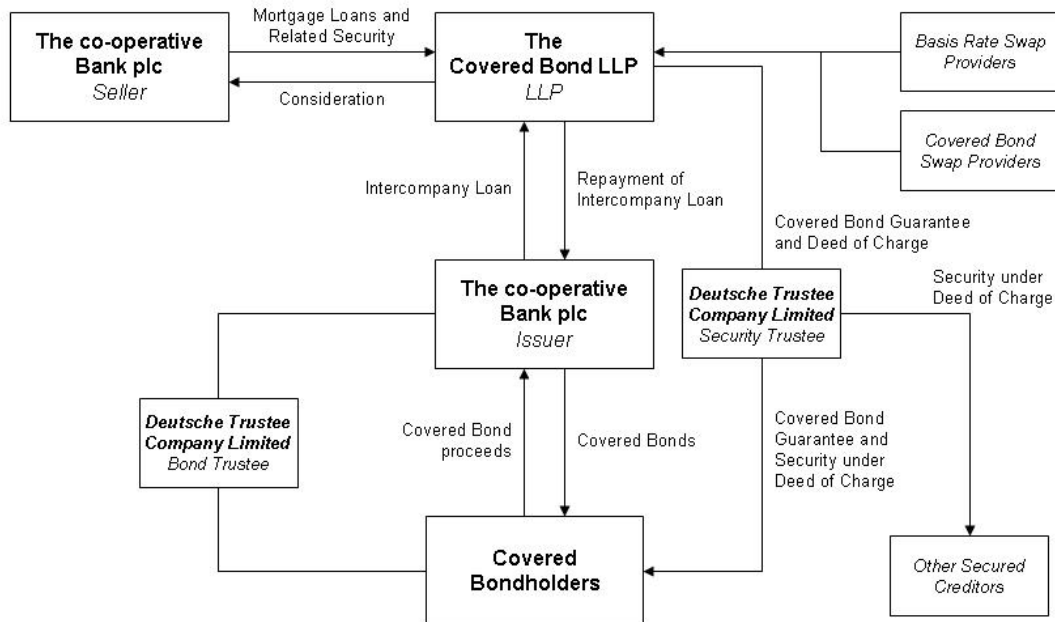 The co-operative
Bank plc
Seller
Mortgage Loans and
Related Security
Consideration
The
Covered Bond LLP
LLP
Basis Rate Swap
Providers
Covered Bond
Swap Providers
Intercompany Loan
Repayment of
Intercompany Loan
Covered Bond Guarantee
and Deed of Charge
The co-operative
Bank plc
Issuer
Deutsche Trustee
Company Limited
Security Trustee
Security under
Deed of Charge
Deutsche Trustee
Company Limited
Bond Trustee
Covered Bond
proceeds
Covered Bonds
Covered Bond
Guarantee and
Security under
Deed of Charge
Covered
Bondholders
Other Secured
Creditors